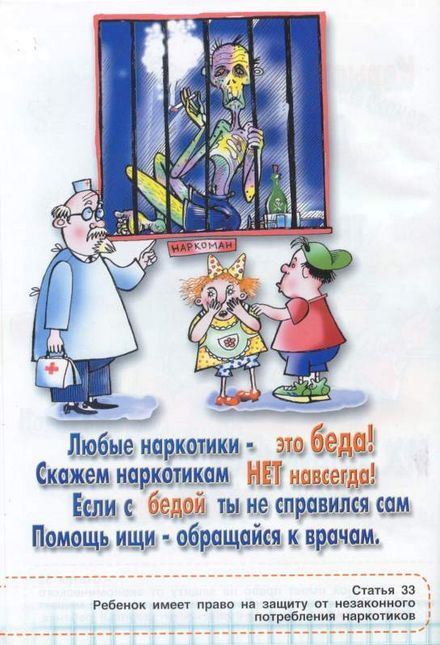 НАРКОМАН
Любые наркотики - это беда!
Скажем наркотикам НЕТ навсегда!
Если с бедой ты не справился сам
Помощь ищи - обращайся к врачам.
Статья 33
Ребенок имеет право на защиту от незаконного
потребления наркотиков